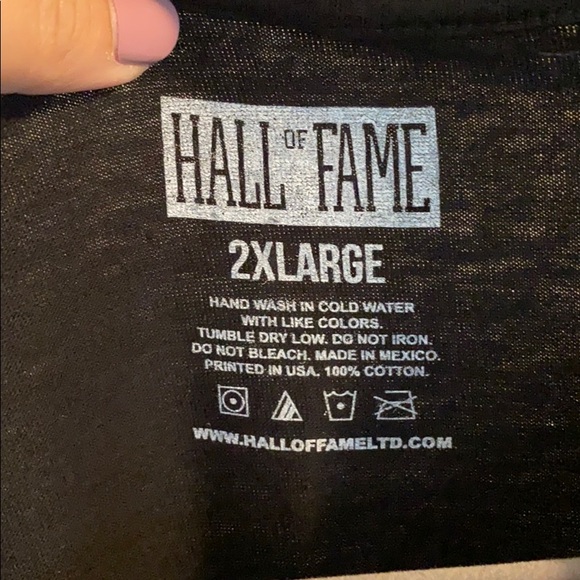 HALL OF FAME
2XLARGE
HAND WASH IN COLD WATER
WITH LIKE COLORS.
TUMBLE DRY LOW. DO NOT IRON.
DO NOT BLEACH. MADE IN MEXICO.
PRINTED IN USA. 100% COTTON.
WWW.HALLOFFAMELTD.COM